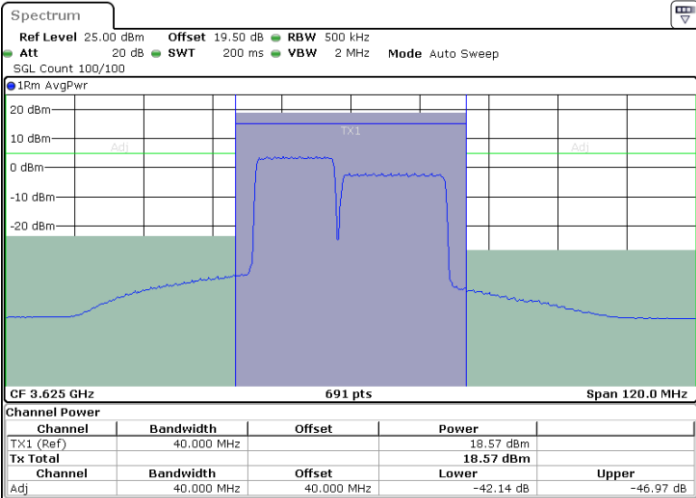 Spectrum
Ref Level 25.00 dBm Offset 19.50 dB RBW 500 kHz
Att 20 dB SWT 200 ms VBW 2 MHz Mode Auto Sweep
SGL Count 100/100
1Rm AvgPwr
20 dBm
TX1
10 dBm
Adj
Adj
0 dBm
-10 dBm
-20 dBm
CF 3.625 GHz 691 pts Span 120.0 MHz
Channel Power
Channel Bandwidth Offset Power
TX1 (Ref) 40.000 MHz 18.57 dBm
Tx Total 18.57 dBm
Channel Bandwidth Offset Lower Upper
Adj 40.000 MHz 40.000 MHz -42.14 dB -46.97 dB